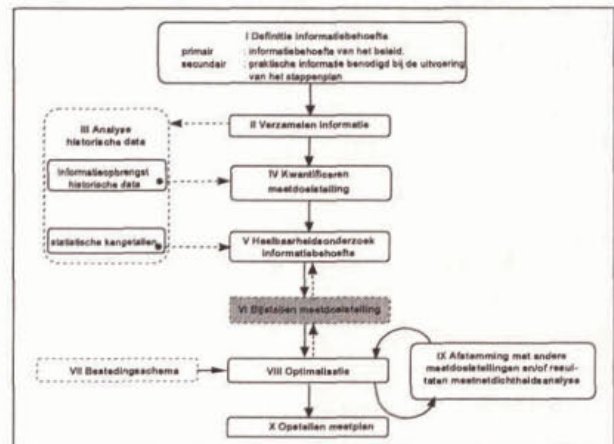 I Definitie informatiebehoefte
primair : informatiebehoefte van het beleid.
secundair : praktische informatie benodigd bij de uitvoering
van het stappenplan
II Verzamelen informatie
III Analyse
historische data
informatieopbrengst
historische data
IV Kwantificeren
meetdoelstelling
statistische kengetallen
V Haalbaarheidsonderzoek
informatiebehoefte
VI Bijstellen meetdoelstelling
VII Bestedingsschema
VIII Optimalisatie
IX Afstemming met andere
meetdoelstellingen en/of resul-
taten meetnetdichtheidsanalyse
X Opstellen meetplan